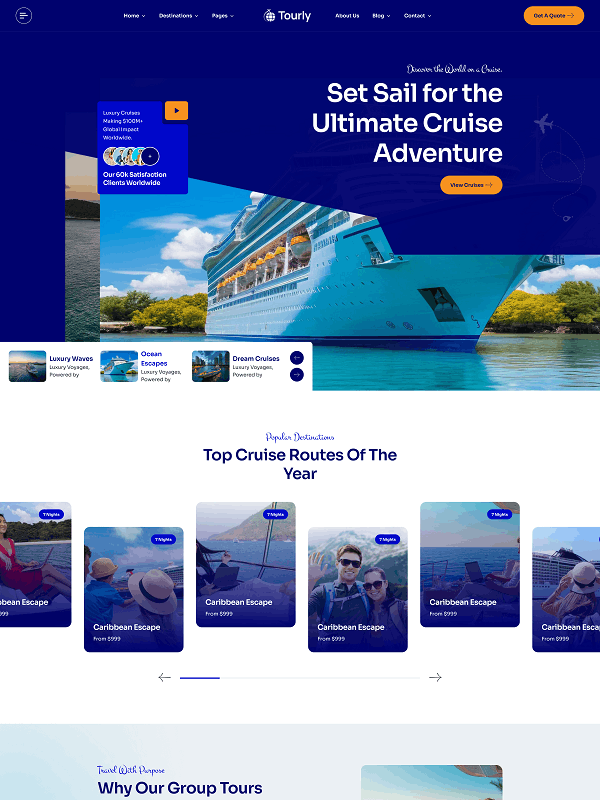 Home
Destinations
Pages
Tourly
About Us
Blog
Contact
Get A Quote
Discover the World on a Cruise.
Set Sail for the
Ultimate Cruise
Adventure
View Cruises
Luxury Cruises
Making $100M+
Global Impact
Worldwide.
+
Our 60k Satisfaction
Clients Worldwide
Luxury Waves
Luxury Voyages,
Powered by
Ocean
Escapes
Luxury Voyages,
Powered by
Dream Cruises
Luxury Voyages,
Powered by
Popular Destinations
Top Cruise Routes Of The
Year
bbean Escape
$999
7 Nights
Caribbean Escape
From $999
7 Nights
Caribbean Escape
From $999
7 Nights
Caribbean Escape
From $999
7 Nights
Caribbean Escape
From $999
7 Nights
Caribbean Escap
From $999
Travel With Purpose
Why Our Group Tours